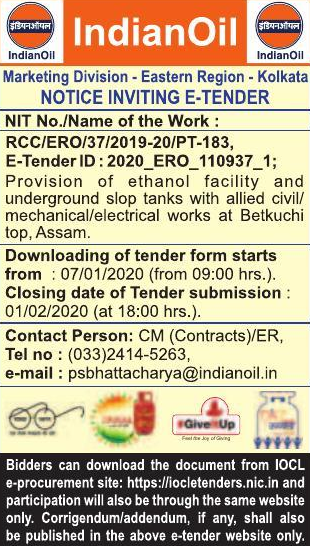 इंडियनऑयल
IndianOil
IndianOil
इंडियनऑयल
IndianOil
Marketing Division - Eastern Region - Kolkata
NOTICE INVITING E-TENDER
NIT No./Name of the Work :
RCC/ERO/37/2019-20/PT-183,
E-Tender ID : 2020_ERO_110937_1;
Provision of ethanol facility and
underground slop tanks with allied civil/
mechanical/electrical works at Betkuchi
top, Assam.
Downloading of tender form starts
from : 07/01/2020 (from 09:00 hrs.).
Closing date of Tender submission :
01/02/2020 (at 18:00 hrs.).
Contact Person: CM (Contracts)/ER,
Tel no : (033)2414-5263,
e-mail : psbhattacharya@indianoil.in
#GiveItUp
Feel the Joy of Giving
Bidders can download the document from IOCL
e-procurement site: https://iocletenders.nic.in and
participation will also be through the same website
only. Corrigendum/addendum, if any, shall also
be published in the above e-tender website only.